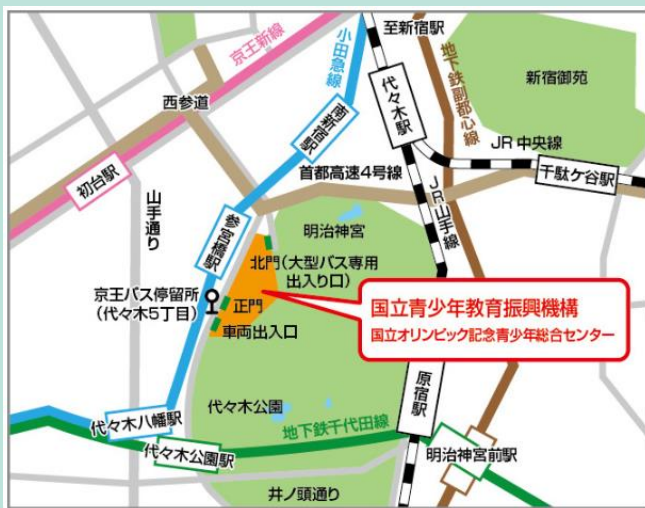 至新宿駅
京王新線
小田急線
地下鉄副都心線
新宿御苑
西参道
南新宿駅
代々木駅
JR中央線
初台駅
首都高速4号線
千駄ケ谷駅
山手通り
参宮橋駅
明治神宮
JR山手線
北門(大型バス専用
出入り口)
京王バス停留所
(代々木5丁目)
正門
車両出入口
国立青少年教育振興機構
国立オリンピック記念青少年総合センター
原宿駅
代々木公園
代々木八幡駅
地下鉄千代田線
代々木公園駅
明治神宮前駅
井ノ頭通り